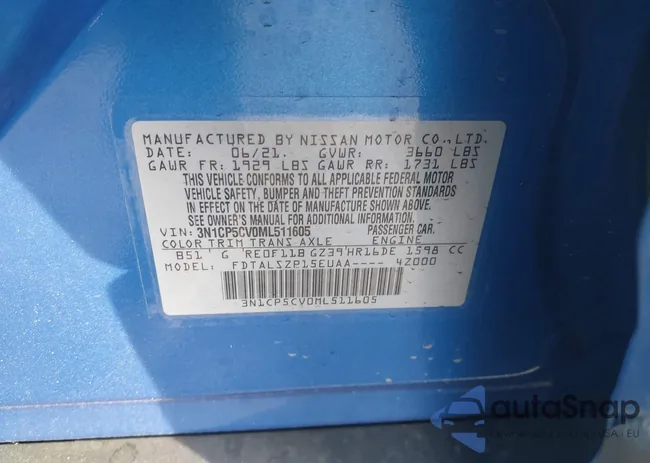 MANUFACTURED BY NISSAN MOTOR CO., LTD.
DATE: 06/21. GVWR: 3660 LBS
GAWR FR: 1929 LBS GAWR RR: 1731 LBS
THIS VEHICLE CONFORMS TO ALL APPLICABLE FEDERAL MOTOR
VEHICLE SAFETY, BUMPER AND THEFT PREVENTION STANDARDS
IN EFFECT ON THE DATE OF MANUFACTURE SHOWN ABOVE.
SEE OWNER'S MANUAL FOR ADDITIONAL INFORMATION.
VIN: 3N1CP5CV0ML511605 PASSENGER CAR.
COLOR TRIM TRANS AXLE ENGINE
B51' G RE0F11B GZ39'HR16DE 1598 CC
MODEL: FDTALSZP15EUAA---- 42000
3N1CP5CV0ML511605
autoSnap